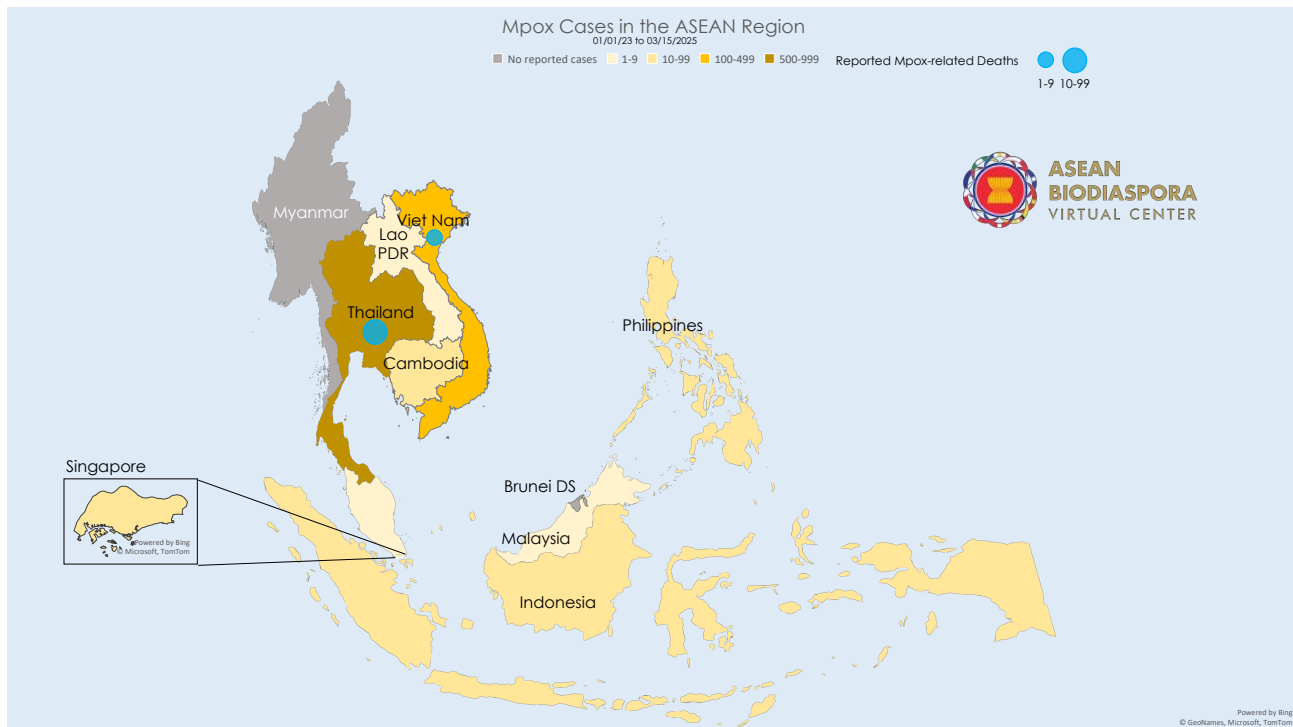 Mpox Cases in the ASEAN Region
01/01/23 to 03/15/2025
No reported cases 1-9 10-99 100-499 500-999
Reported Mpox-related Deaths
1-9 10-99
ASEAN
BIODIASPORA
VIRTUAL CENTER
Myanmar
Viet Nam
Lao
PDR
Thailand
Philippines
Cambodia
Singapore
Powered by Bing
© Microsoft, TomTom
Brunei DS
Malaysia
Indonesia
Powered by Bing
© GeoNames, Microsoft, TomTom